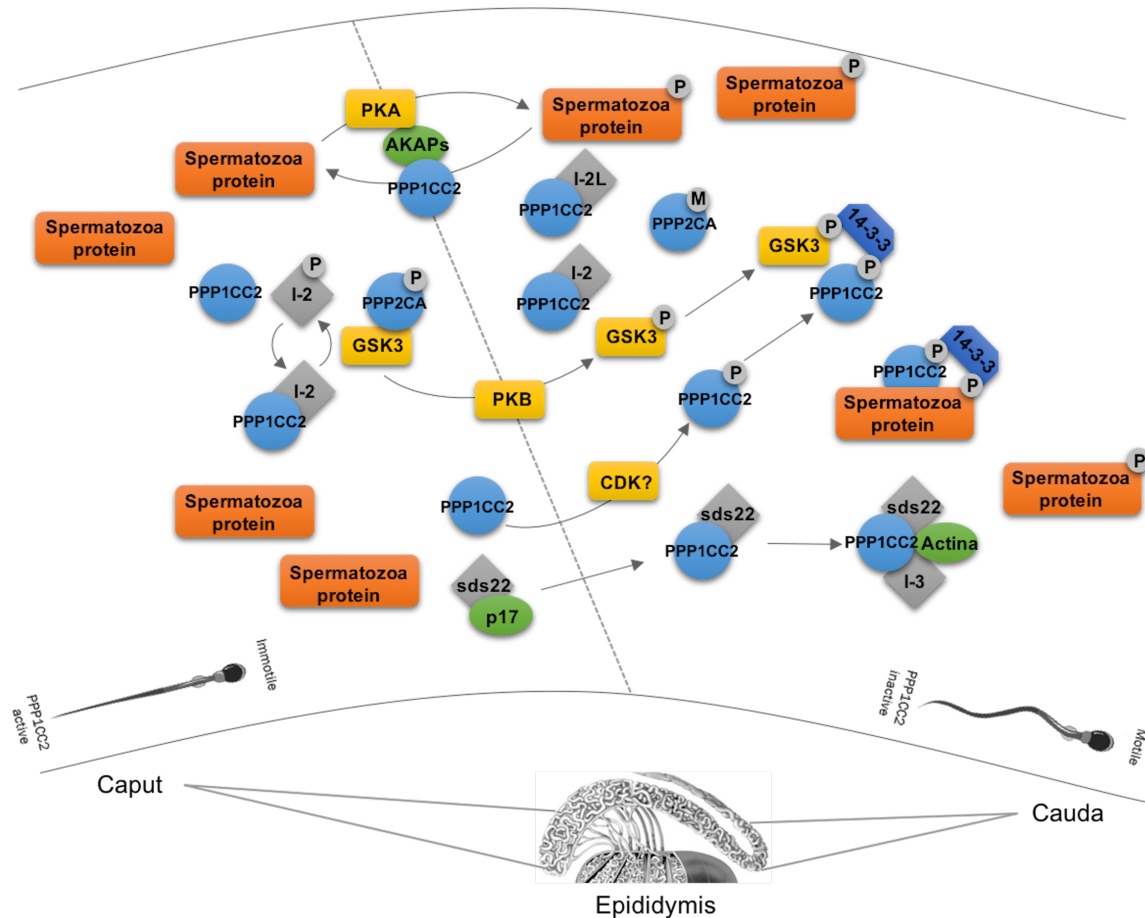 P
P
PKA
Spermatozoa
protein
Spermatozoa
protein
AKAPs
Spermatozoa
protein
PPP1CC2
I-2L
PPP1CC2
M
PPP2CA
Spermatozoa
protein
14-3-3
P
GSK3
P
PPP1CC2
P
I-2
PPP1CC2
P
PPP2CA
GSK3
I-2
PPP1CC2
P
GSK3
I-2
PPP1CC2
PKB
P
PPP1CC2
14-3-3
P
PPP1CC2
P
Spermatozoa
protein
CDK?
PPP1CC2
Spermatozoa
protein
P
Spermatozoa
protein
sds22
PPP1CC2
sds22
PPP1CC2
Actina
I-3
Spermatozoa
protein
sds22
p17
Immotile
PPP1CC2
active
PPP1CC2
inactive
Motile
Caput
Cauda
Epididymis